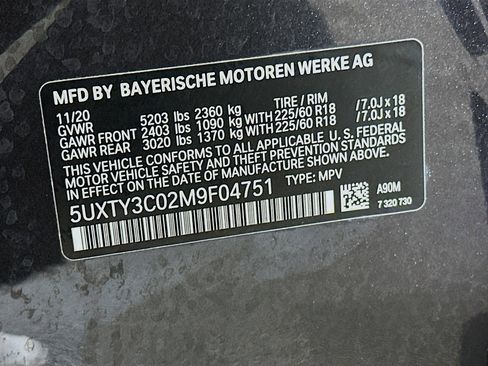 MFD BY BAYERISCHE MOTOREN WERKE AG
11/20 5203 lbs 2360 kg TIRE / RIM
GVWR
GAWR FRONT 2403 lbs 1090 kg WITH 225/60 R18 /7.0J x 18
GAWR REAR 3020 lbs 1370 kg WITH 225/60 R18 /7.0J x 18
THIS VEHICLE CONFORMS TO ALL APPLICABLE U.S. FEDERAL
MOTOR VEHICLE SAFETY AND THEFT PREVENTION STANDARDS
IN EFFECT ON THE DATE OF MANUFACTURE SHOWN ABOVE.
5UXTY3C02M9F04751 TYPE: MPV
A90M
7 320 730